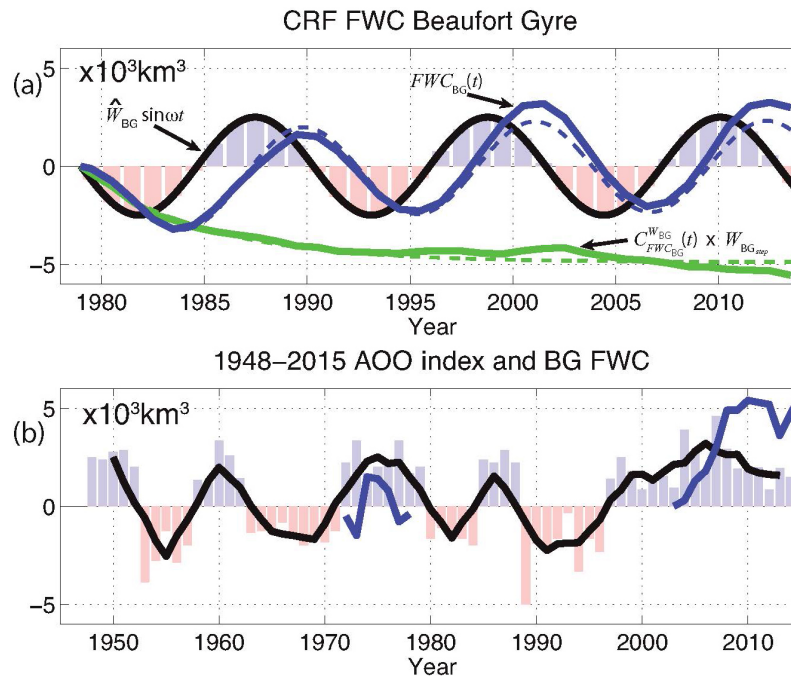 CRF FWC Beaufort Gyre
(a)
x10³km³
Ŵ_BG sinωt
FWC_BG(t)
C^{W_BG}_{FWC_BG}(t) x W_{BG_step}
5
0
−5
1980 1985 1990 1995 2000 2005 2010
Year
1948−2015 AOO index and BG FWC
(b)
x10³km³
5
0
−5
1950 1960 1970 1980 1990 2000 2010
Year